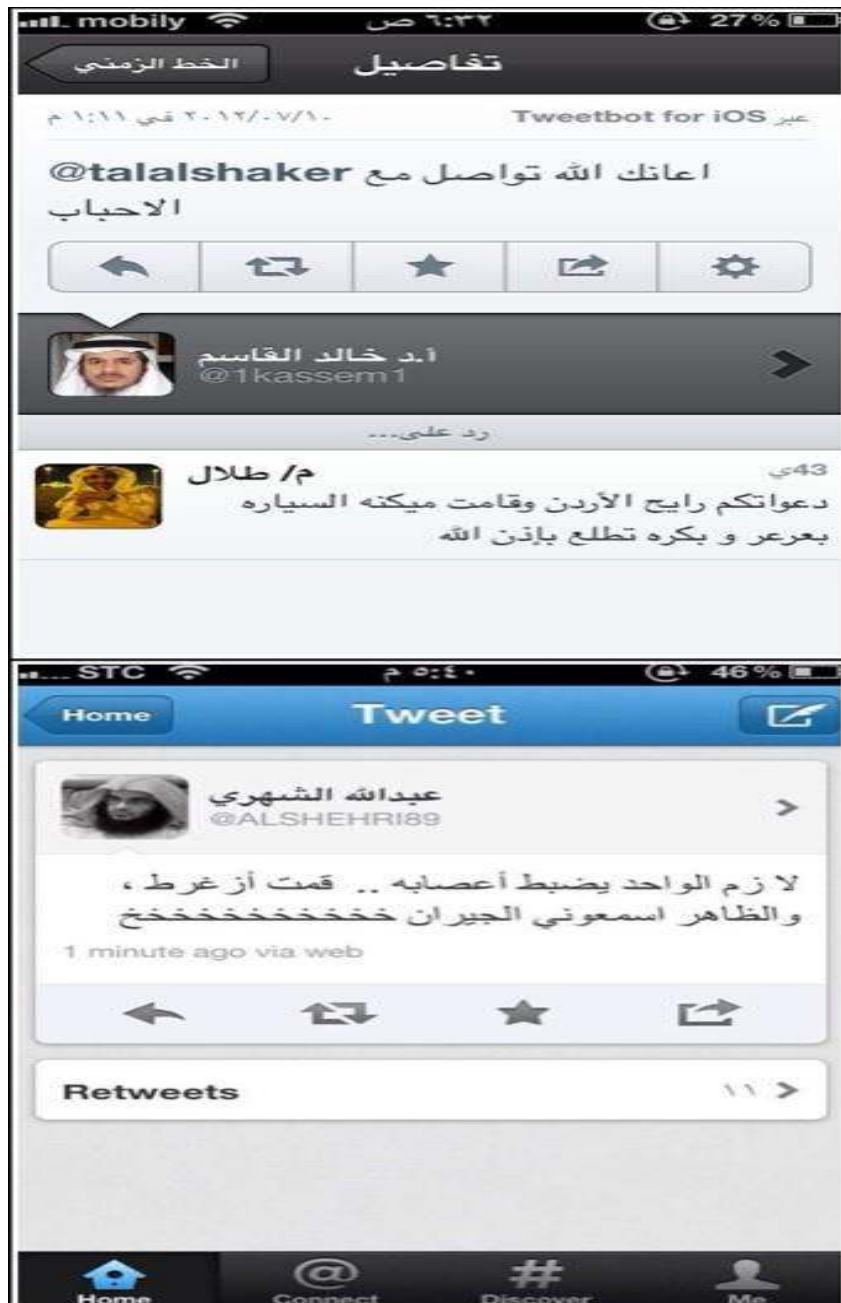 mobily ٦:٣٢ ص 27%
الخط الزمني تفاصيل
٢٠١٢/٠٧/١٠ في ١:١١ م عبر Tweetbot for iOS
@talalshaker اعانك الله تواصل مع
الاحباب
أ.د خالد القاسم
@1kassem1
رد على...
م/ طلال 43ي
دعواتكم رايح الأردن وقامت ميكنه السياره
بعرعر و بكره تطلع بإذن الله
STC ٥:٤٠ م 46%
Home Tweet
عبدالله الشهري
@ALSHEHRI89
لازم الواحد يضبط أعصابه .. قمت أزغرط ،
والظاهر اسمعوني الجيران خخخخخخخخخخخ
1 minute ago via web
Retweets ١١
Home Connect Discover Me